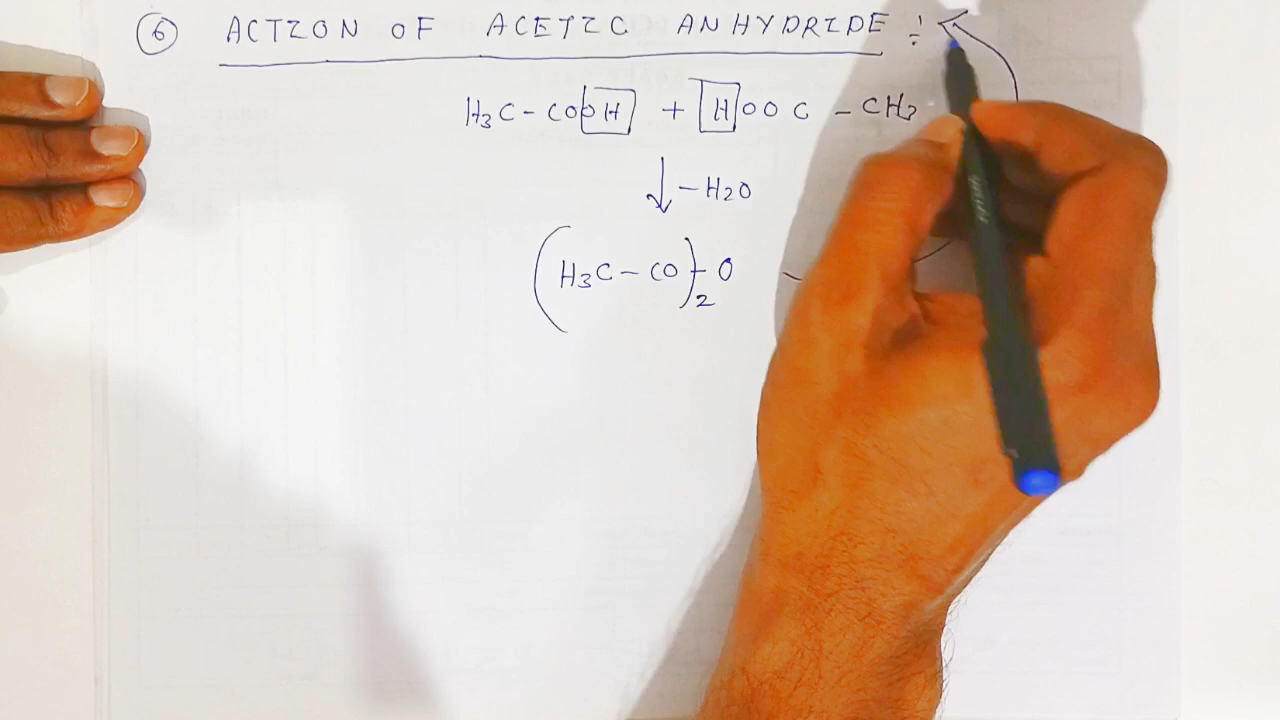 6 ACTION OF ACETIC ANHYDRIDE :
H3C - COOH + HOOC - CH3
- H2O
(H3C - CO)2 - O